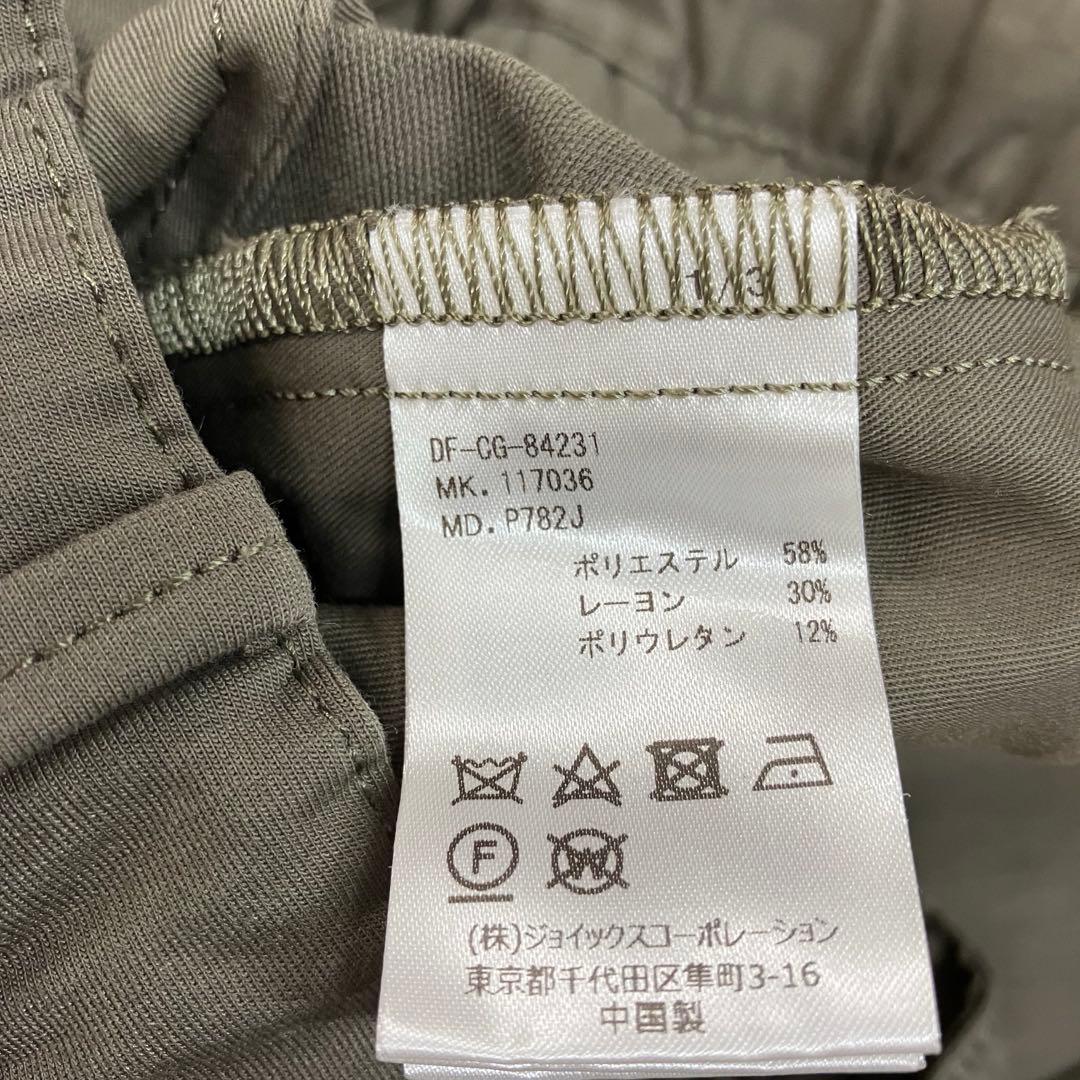 1/3
DF-CG-84231
MK. 117036
MD. P782J
ポリエステル 58%
レーヨン 30%
ポリウレタン 12%
F W
(株)ジョイックスコーポレーション
東京都千代田区隼町3-16
中国製